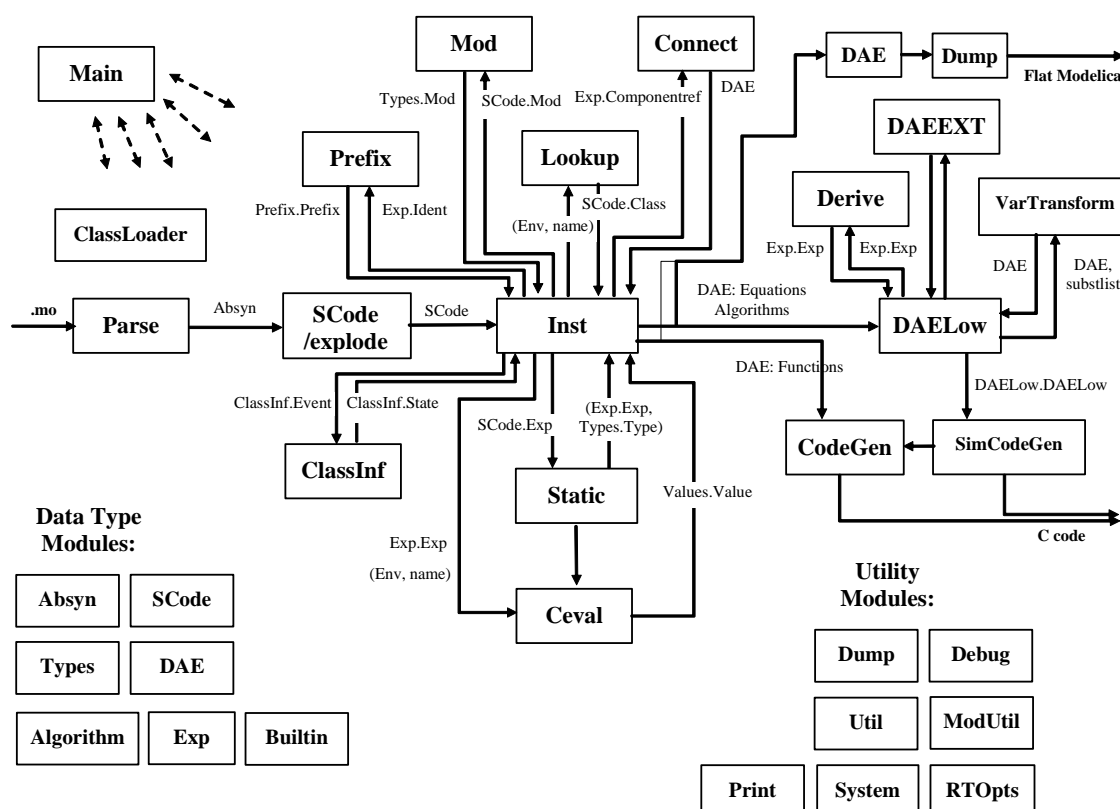 Main
Mod
Connect
DAE
Dump
Flat Modelica
Types.Mod
SCode.Mod
Exp.Componentref
DAE
DAEEXT
Prefix
Lookup
Derive
VarTransform
Prefix.Prefix
Exp.Ident
SCode.Class
(Env, name)
ClassLoader
Exp.Exp
Exp.Exp
DAE
DAE,
substlist
.mo
Parse
Absyn
SCode
/explode
SCode
Inst
DAE: Equations
Algorithms
DAELow
DAE: Functions
DAELow.DAELow
ClassInf.Event
ClassInf.State
SCode.Exp
(Exp.Exp,
Types.Type)
ClassInf
CodeGen
SimCodeGen
Static
Values.Value
C code
Exp.Exp
(Env, name)
Ceval
Data Type
Modules:
Absyn
SCode
Types
DAE
Algorithm
Exp
Builtin
Utility
Modules:
Dump
Debug
Util
ModUtil
Print
System
RTOpts